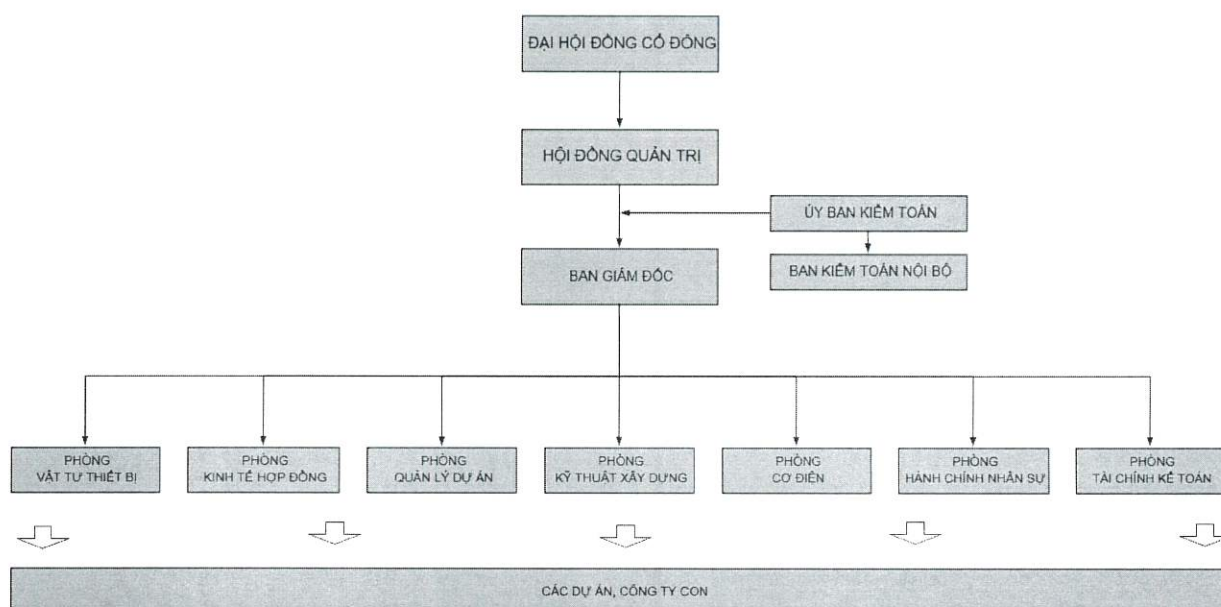 ĐẠI HỘI ĐỒNG CỔ ĐÔNG
HỘI ĐỒNG QUẢN TRỊ
ỦY BAN KIỂM TOÁN
BAN KIỂM TOÁN NỘI BỘ
BAN GIÁM ĐỐC
PHÒNG
VẬT TƯ THIẾT BỊ
PHÒNG
KINH TẾ HỢP ĐỒNG
PHÒNG
QUẢN LÝ DỰ ÁN
PHÒNG
KỸ THUẬT XÂY DỰNG
PHÒNG
CƠ ĐIỆN
PHÒNG
HÀNH CHÍNH NHÂN SỰ
PHÒNG
TÀI CHÍNH KẾ TOÁN
CÁC DỰ ÁN, CÔNG TY CON